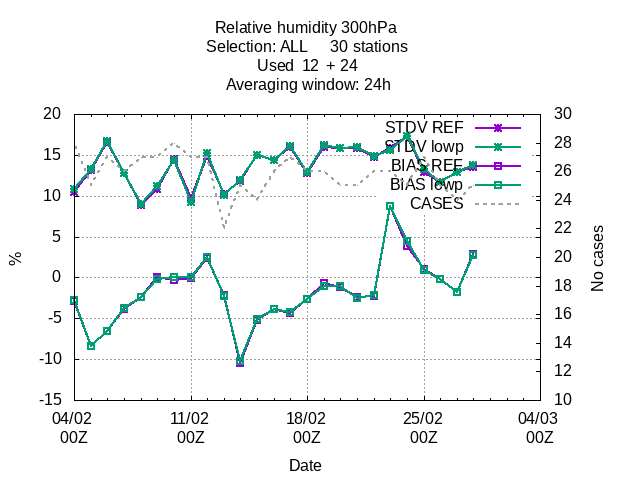 Relative humidity 300hPa
Selection: ALL 30 stations
Used 12 + 24
Averaging window: 24h
20
15
10
5
0
-5
-10
-15
%
30
28
26
24
22
20
18
16
14
12
10
No cases
STDV REF
STDV lowp
BIAS REF
BIAS lowp
CASES
04/02 11/02 18/02 25/02 04/03
00Z 00Z 00Z 00Z 00Z
Date